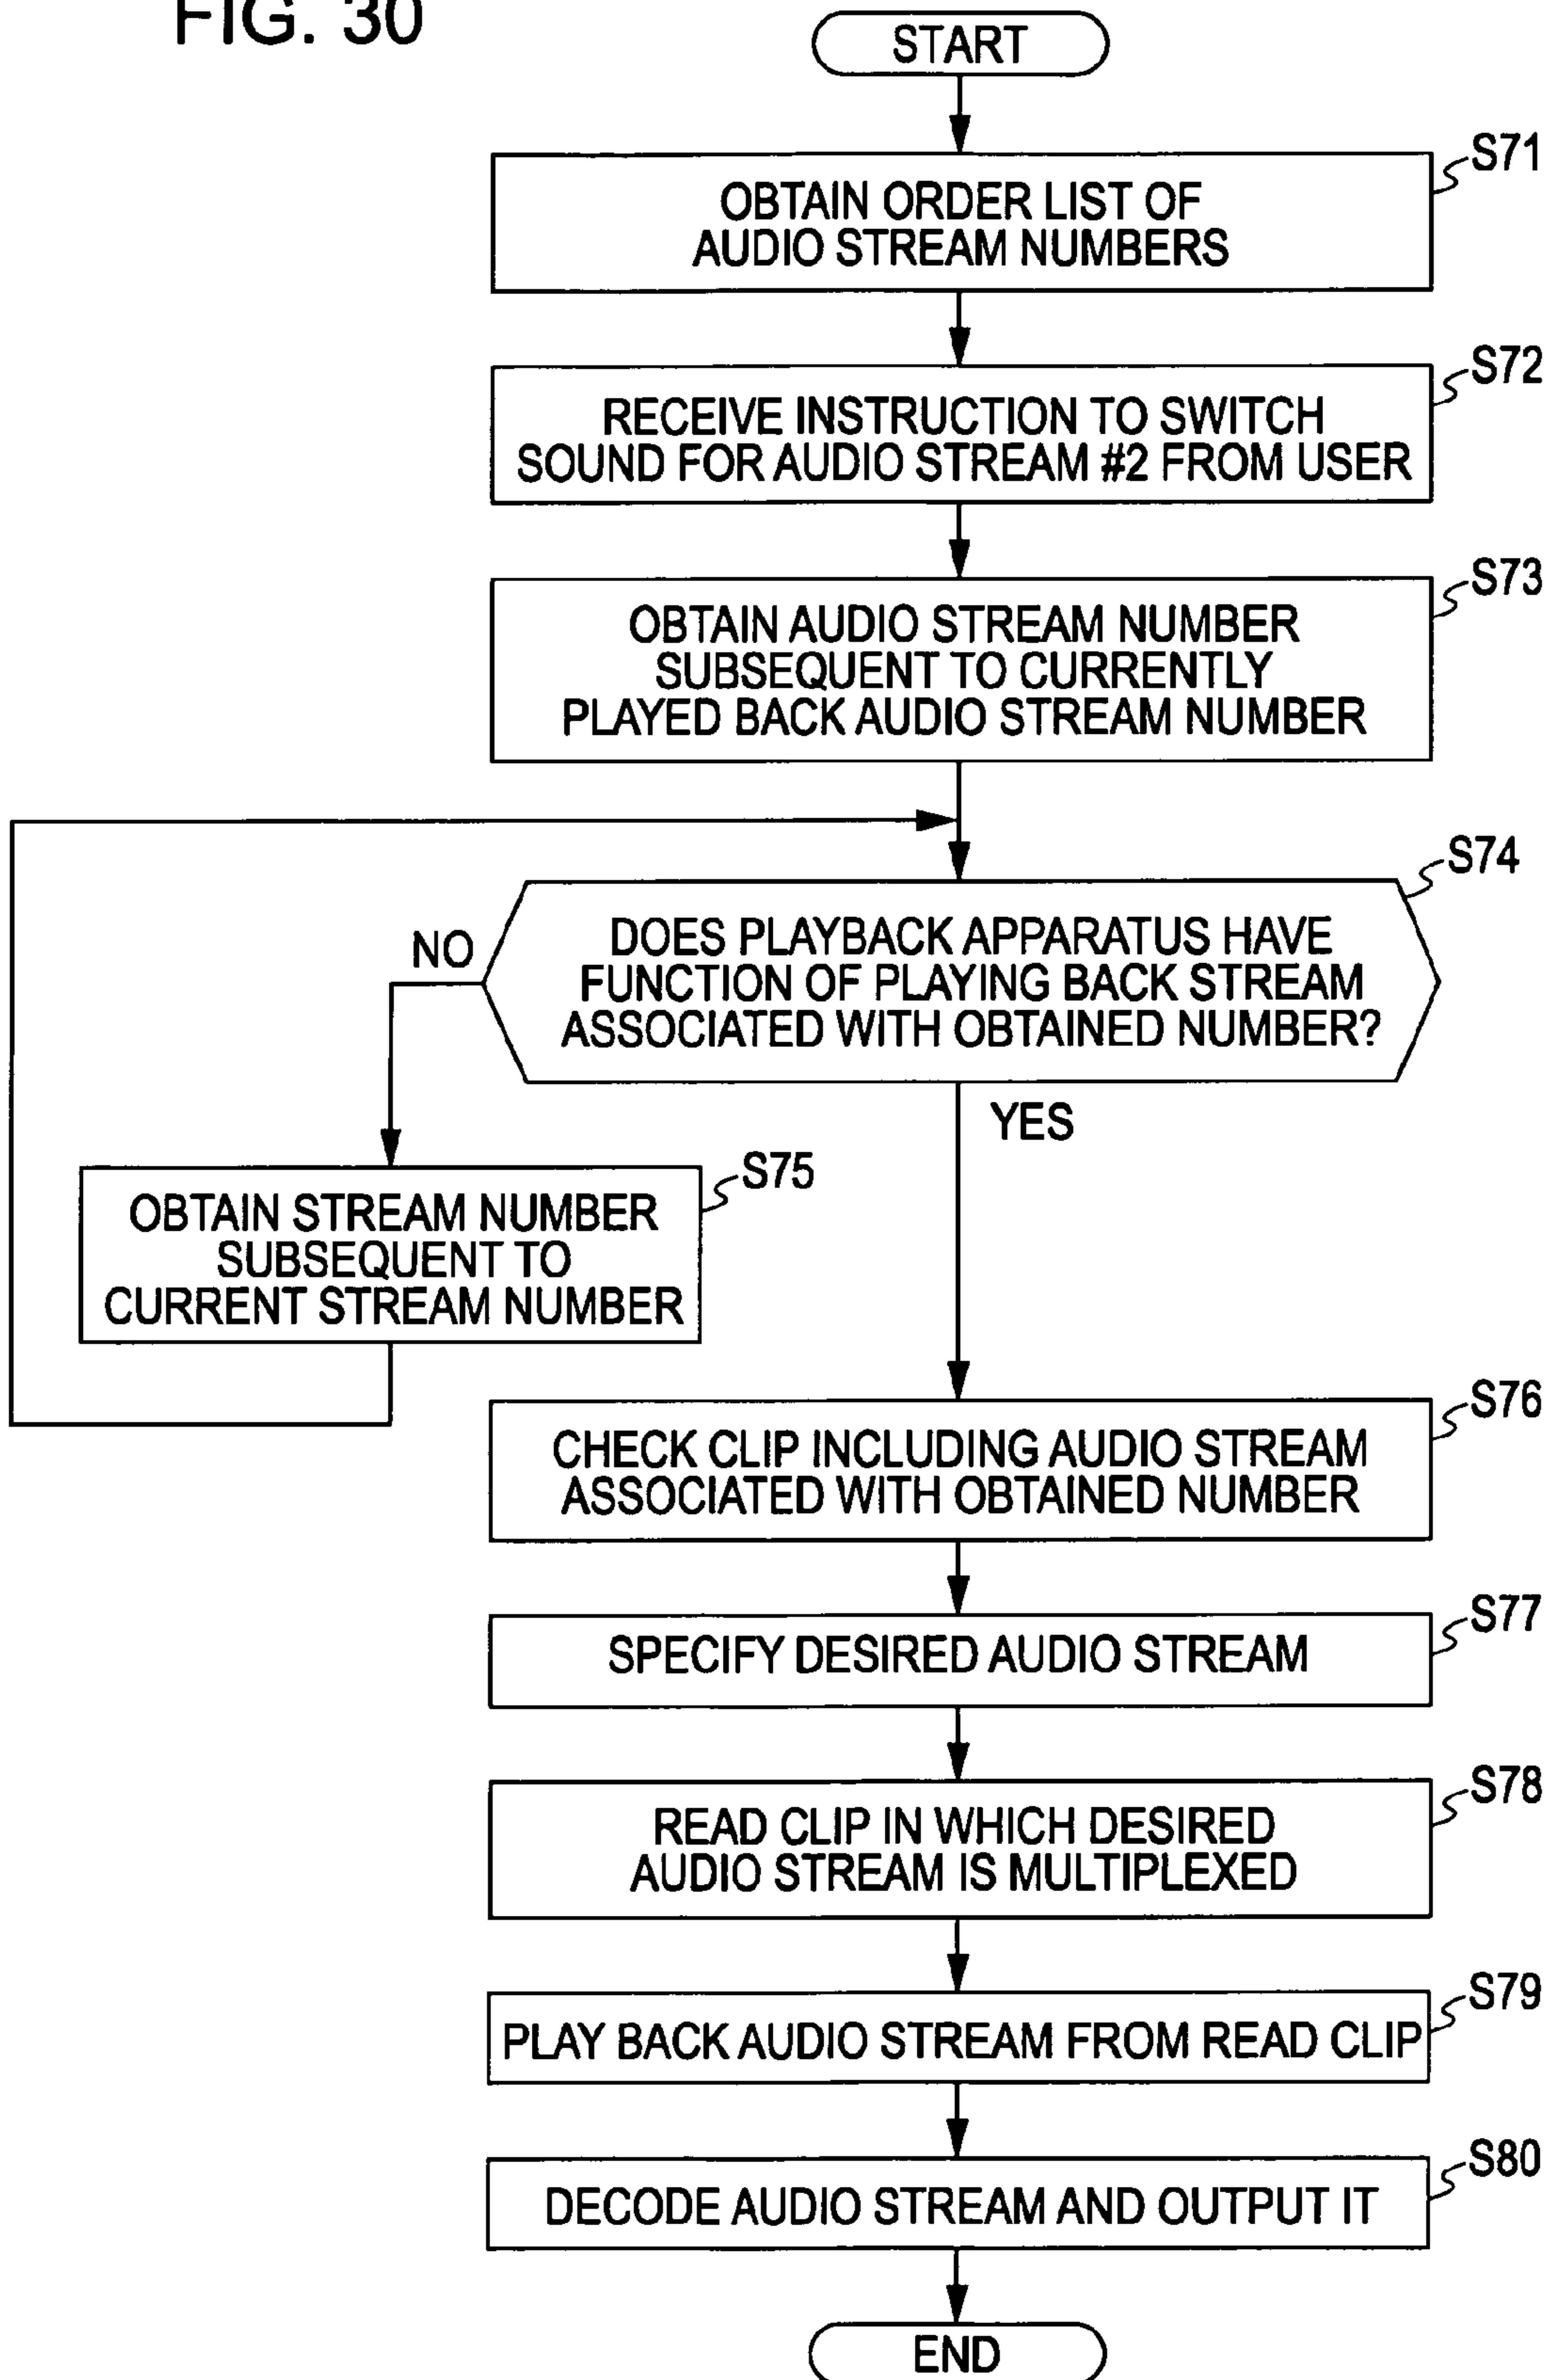 FIG. 30
START
S71
OBTAIN ORDER LIST OF
AUDIO STREAM NUMBERS
S72
RECEIVE INSTRUCTION TO SWITCH
SOUND FOR AUDIO STREAM #2 FROM USER
S73
OBTAIN AUDIO STREAM NUMBER
SUBSEQUENT TO CURRENTLY
PLAYED BACK AUDIO STREAM NUMBER
S74
DOES PLAYBACK APPARATUS HAVE
FUNCTION OF PLAYING BACK STREAM
ASSOCIATED WITH OBTAINED NUMBER?
NO
YES
S75
OBTAIN STREAM NUMBER
SUBSEQUENT TO
CURRENT STREAM NUMBER
S76
CHECK CLIP INCLUDING AUDIO STREAM
ASSOCIATED WITH OBTAINED NUMBER
S77
SPECIFY DESIRED AUDIO STREAM
S78
READ CLIP IN WHICH DESIRED
AUDIO STREAM IS MULTIPLEXED
S79
PLAY BACK AUDIO STREAM FROM READ CLIP
S80
DECODE AUDIO STREAM AND OUTPUT IT
END